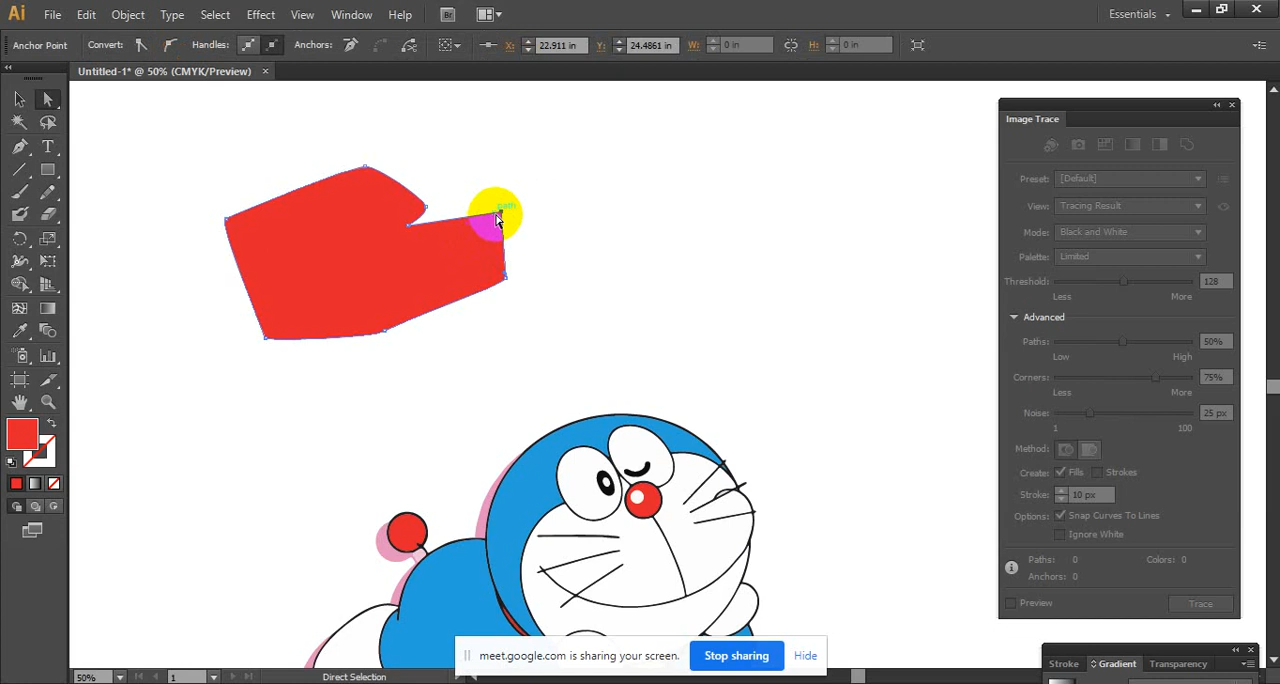 Ai File Edit Object Type Select Effect View Window Help Br Essentials
Anchor Point Convert: Handles: Anchors: X: 22.911 in Y: 24.4861 in W: 0 in H: 0 in
Untitled-1* @ 50% (CMYK/Preview) ×
Image Trace
Preset: [Default]
View: Tracing Result
path
Mode: Black and White
Palette: Limited
Threshold: 128
Less More
Advanced
Paths: 50%
Low High
Corners: 75%
Less More
Noise: 25 px
1 100
Method:
Create: Fills Strokes
Stroke: 10 px
Options: Snap Curves To Lines
Ignore White
Paths: 0 Colors: 0
Anchors: 0
Preview Trace
meet.google.com is sharing your screen. Stop sharing Hide
Stroke Gradient Transparency
50% 1 Direct Selection